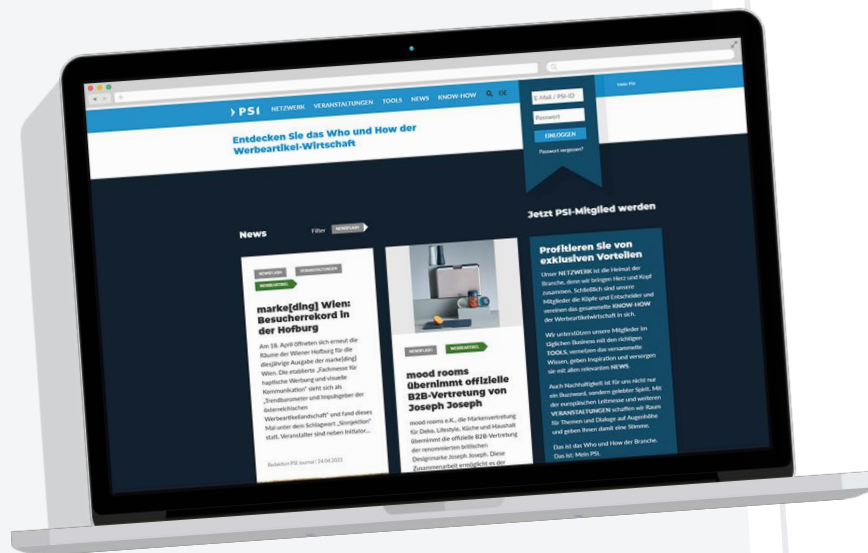 PSI NETZWERK VERANSTALTUNGEN TOOLS NEWS KNOW-HOW DE
Mein PSI
Entdecken Sie das Who und How der
Werbeartikel-Wirtschaft
E-Mail / PSI-ID
Passwort
EINLOGGEN
Passwort vergessen?
News
Filter NEWSFLASH
NEWSFLASH VERANSTALTUNGEN
WERBEARTIKEL
marke[ding] Wien:
Besucherrekord in
der Hofburg
Am 18. April öffneten sich erneut die
Räume der Wiener Hofburg für die
diesjährige Ausgabe der marke[ding]
Wien. Die etablierte „Fachmesse für
haptische Werbung und visuelle
Kommunikation“ sieht sich als
„Trendbarometer und Impulsgeber der
österreichischen
Werbeartikellandschaft“ und fand dieses
Mal unter dem Schlagwort „Sinnjektion“
statt. Veranstalter sind neben Initiator...
Redaktion PSI Journal | 24.04.2023
NEWSFLASH WERBEARTIKEL
mood rooms
übernimmt offizielle
B2B-Vertretung von
Joseph Joseph
mood rooms e.K., die Markenvertretung
für Deko, Lifestyle, Küche und Haushalt
übernimmt die offizielle B2B-Vertretung
der renommierten britischen
Designmarke Joseph Joseph. Diese
Zusammenarbeit ermöglicht es der
Jetzt PSI-Mitglied werden
Profitieren Sie von
exklusiven Vorteilen
Unser NETZWERK ist die Heimat der
Branche, denn wir bringen Herz und Kopf
zusammen. Schließlich sind unsere
Mitglieder die Köpfe und Entscheider und
vereinen das gesammelte KNOW-HOW
der Werbeartikelwirtschaft in sich.
Wir unterstützen unsere Mitglieder im
täglichen Business mit den richtigen
TOOLS, vernetzen das versammelte
Wissen, geben Inspiration und versorgen
sie mit allen relevanten NEWS.
Auch Nachhaltigkeit ist für uns nicht nur
ein Buzzword, sondern gelebter Spirit. Mit
der europäischen Leitmesse und weiteren
VERANSTALTUNGEN schaffen wir Raum
für Themen und Dialoge auf Augenhöhe
und geben Ihnen damit eine Stimme.
Das ist das Who und How der Branche.
Das ist: Mein PSI.